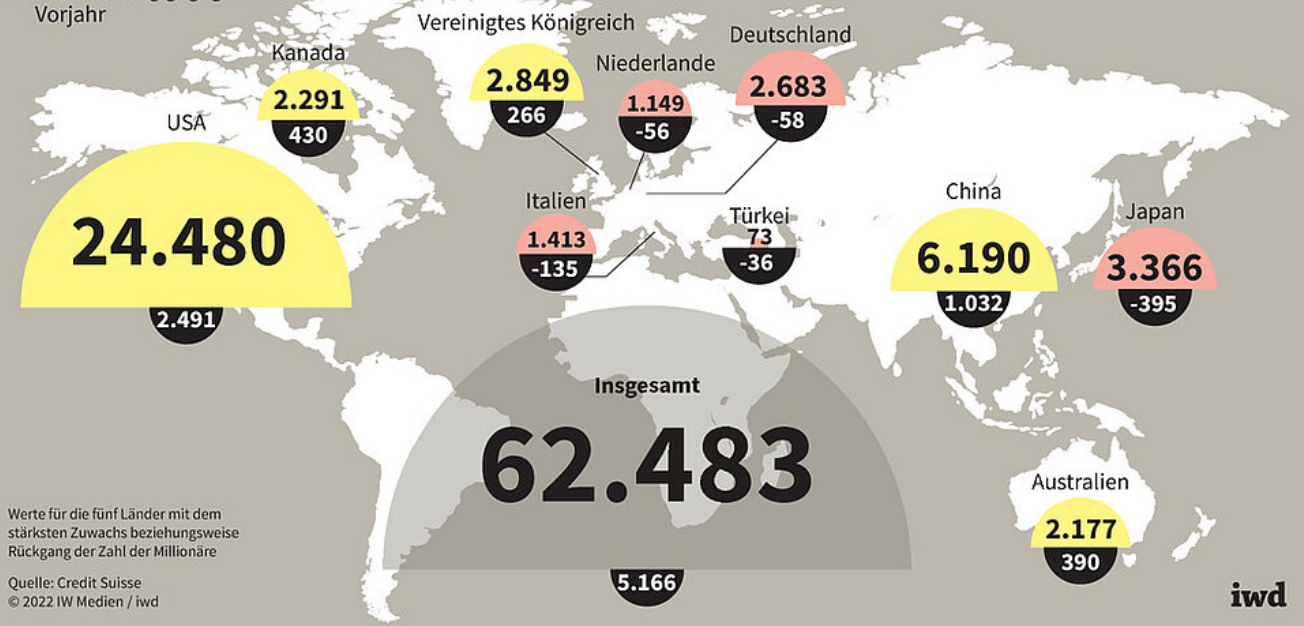 Vorjahr
Kanada
2.291
430
USA
24.480
2.491
Vereinigtes Königreich
2.849
266
Niederlande
1.149
-56
Deutschland
2.683
-58
Italien
1.413
-135
Türkei
73
-36
China
6.190
1.032
Japan
3.366
-395
Insgesamt
62.483
5.166
Australien
2.177
390
Werte für die fünf Länder mit dem
stärksten Zuwachs beziehungsweise
Rückgang der Zahl der Millionäre
Quelle: Credit Suisse
© 2022 IW Medien / iwd
iwd